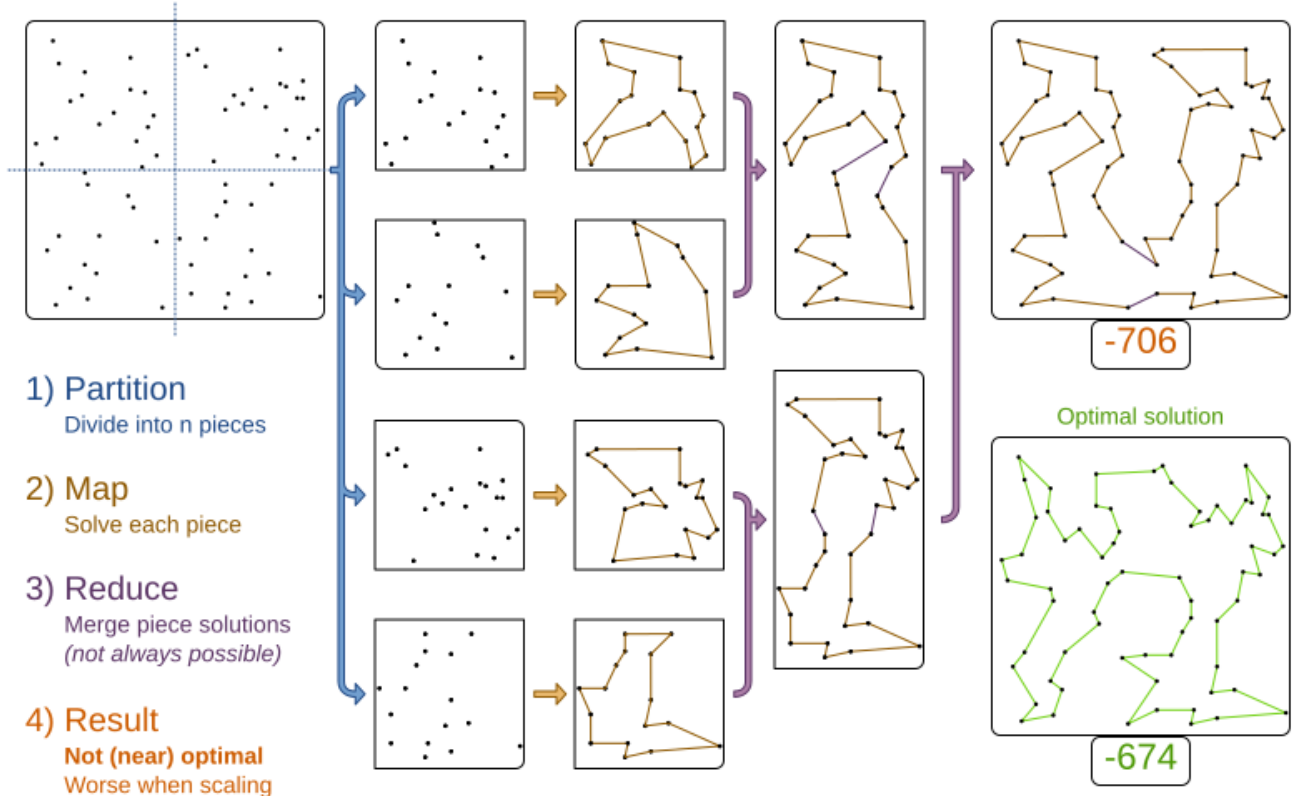 1) Partition
Divide into n pieces
2) Map
Solve each piece
3) Reduce
Merge piece solutions
(not always possible)
4) Result
Not (near) optimal
Worse when scaling
-706
Optimal solution
-674